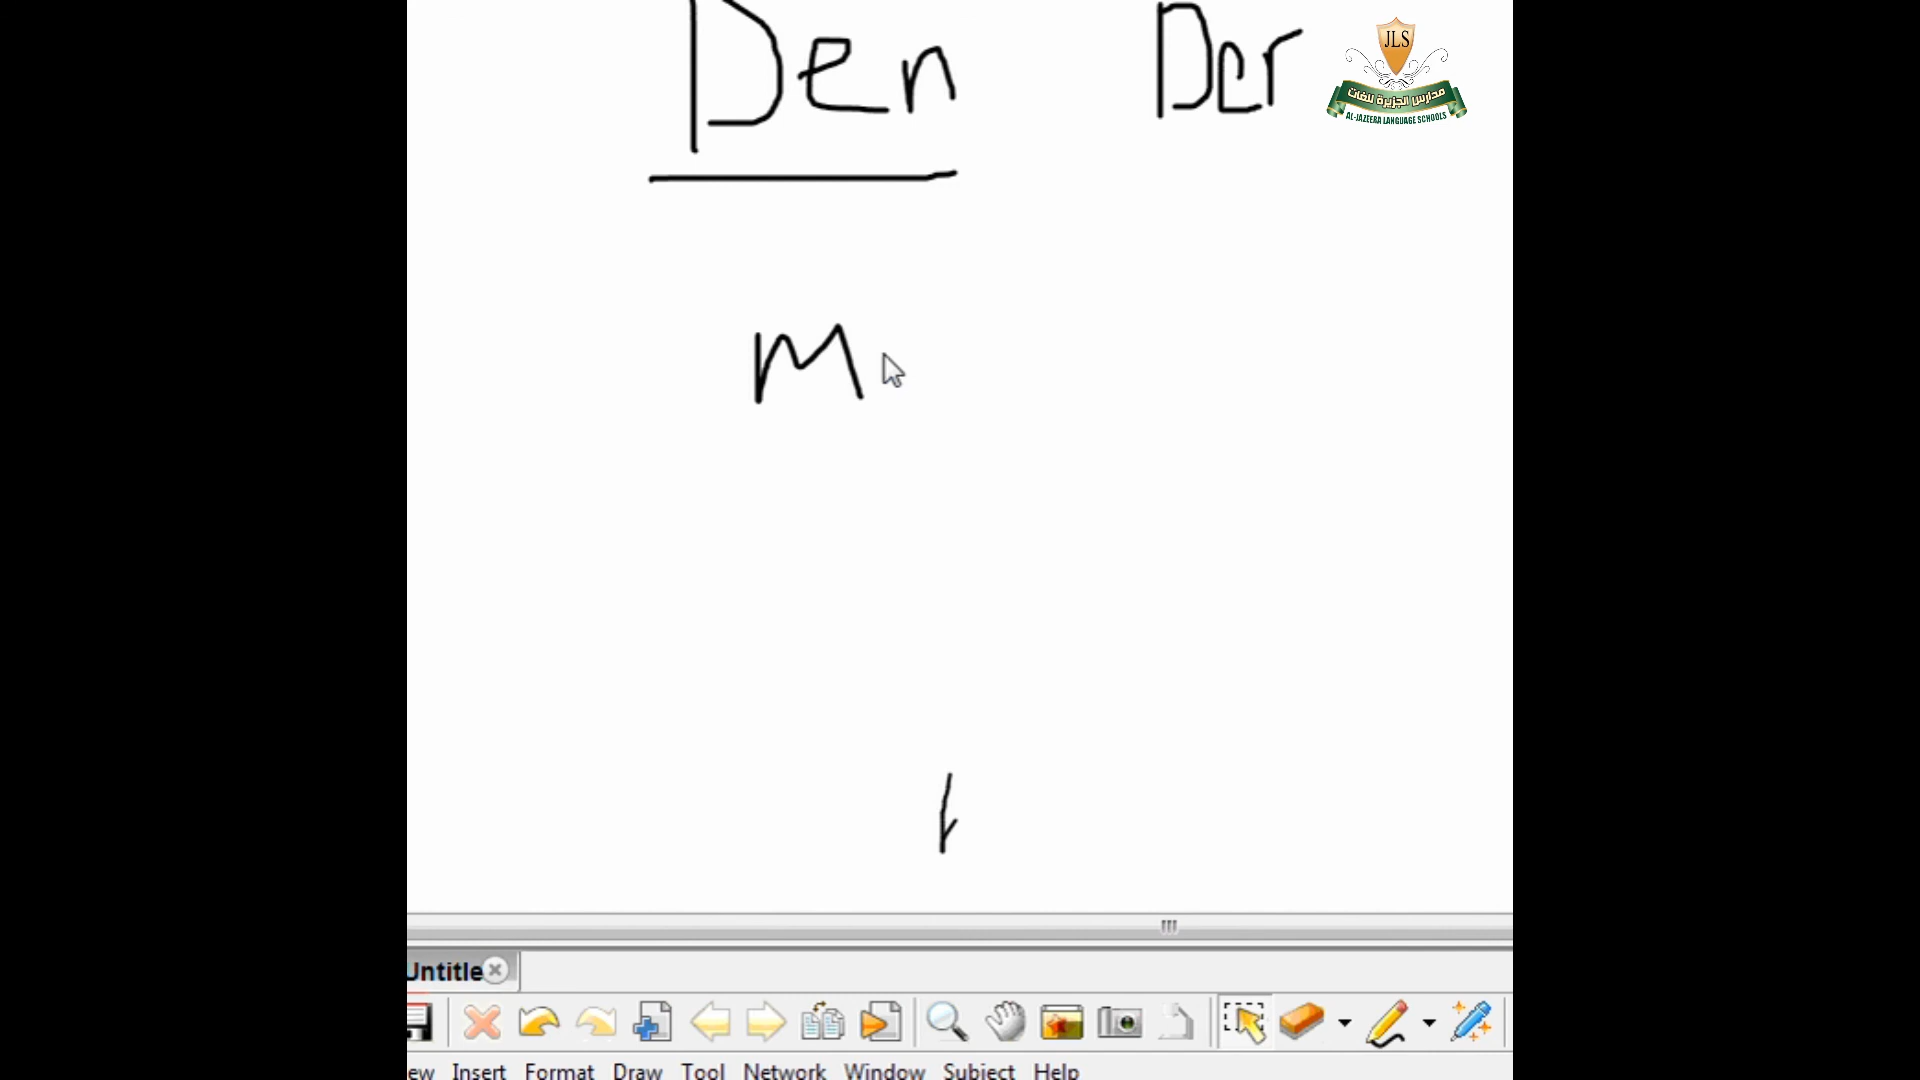 Den Der
JLS
مدارس الجزيرة للغات
AL-JAZEERA LANGUAGE SCHOOLS
M
Untitle
ew Insert Format Draw Tool Network Window Subject Help